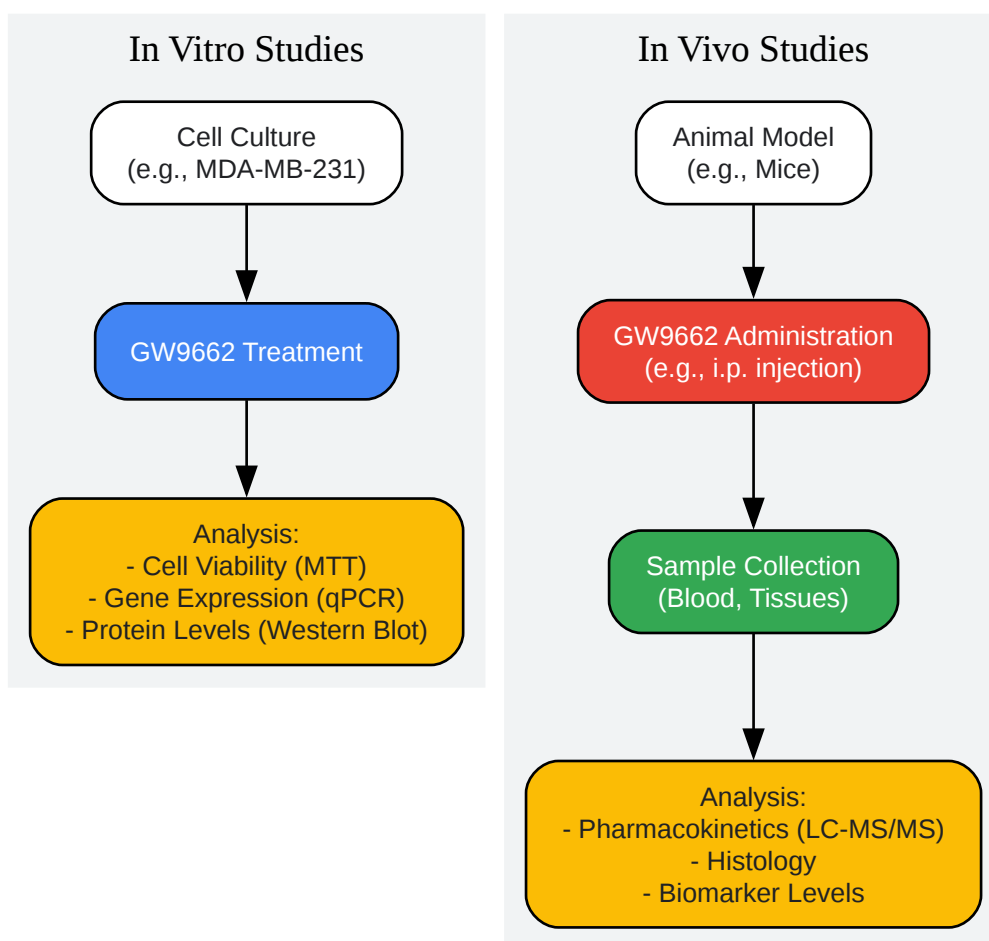 In Vitro Studies
Cell Culture
(e.g., MDA-MB-231)
GW9662 Treatment
Analysis:
- Cell Viability (MTT)
- Gene Expression (qPCR)
- Protein Levels (Western Blot)
In Vivo Studies
Animal Model
(e.g., Mice)
GW9662 Administration
(e.g., i.p. injection)
Sample Collection
(Blood, Tissues)
Analysis:
- Pharmacokinetics (LC-MS/MS)
- Histology
- Biomarker Levels